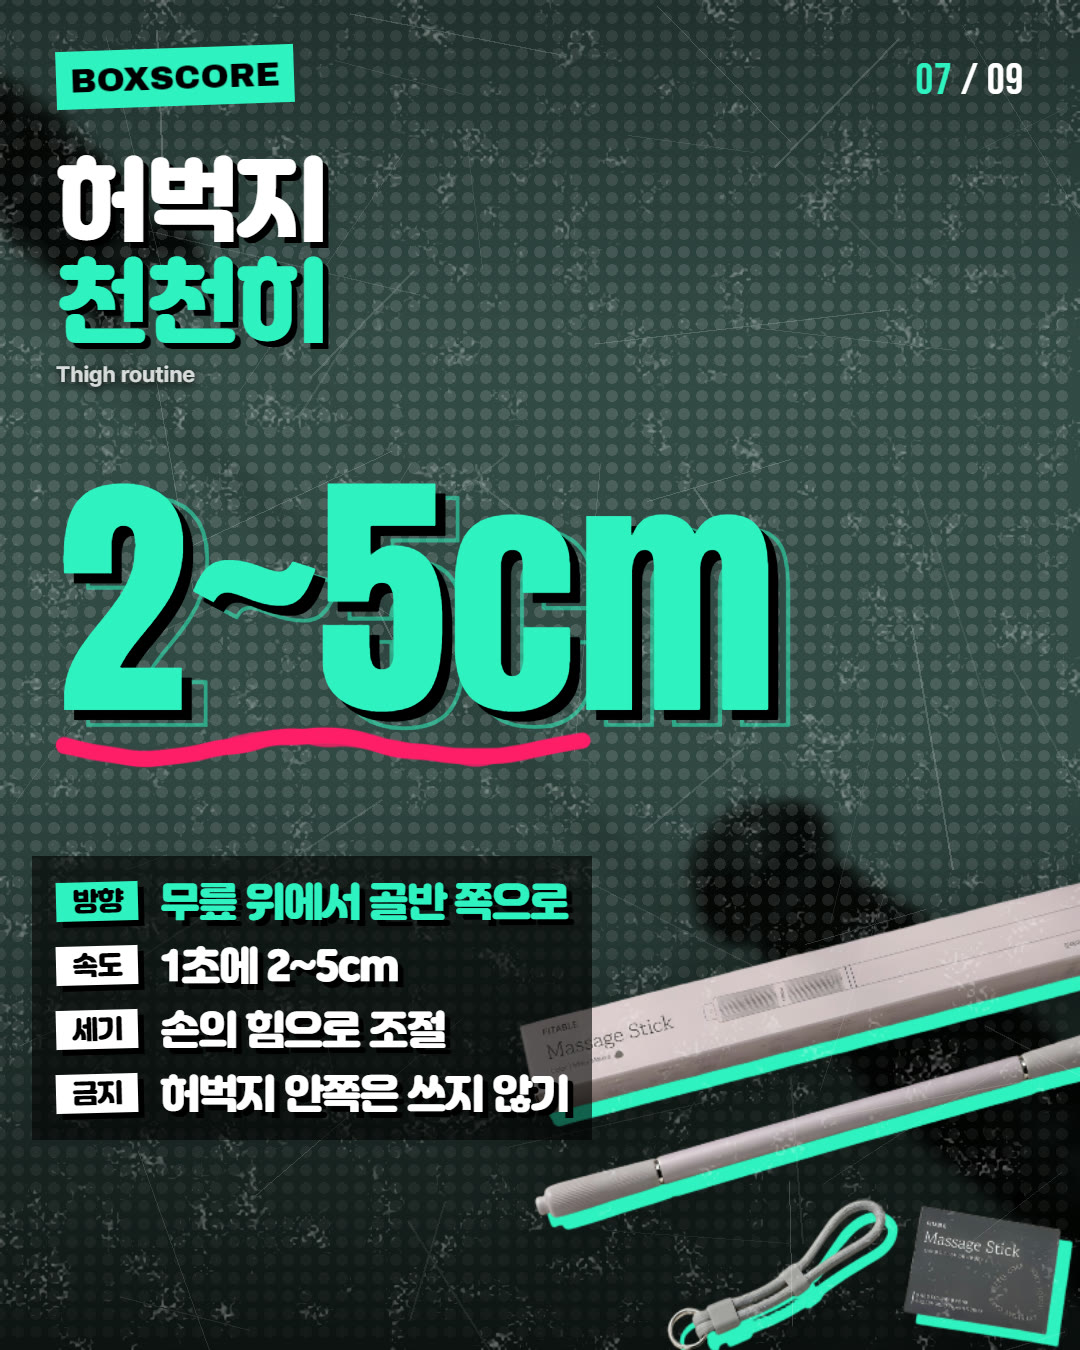 BOXSCORE
07 / 09
허벅지
천천히
Thigh routine
2~5cm
방향 무릎 위에서 골반 쪽으로
속도 1초에 2~5cm
세기 손의 힘으로 조절
금지 허벅지 안쪽은 쓰지 않기
FITABLE
Massage Stick
FITABLE
Massage Stick